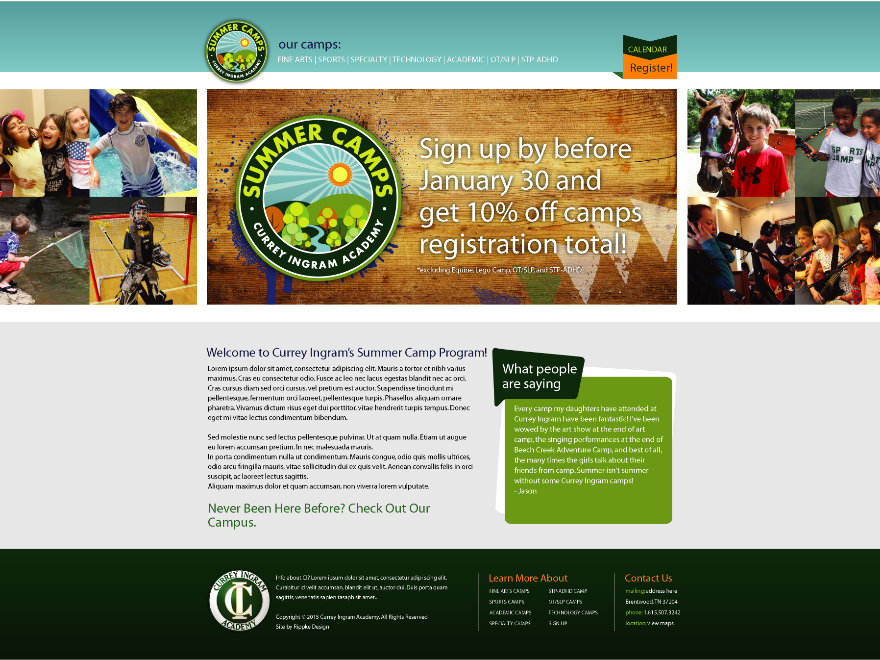 SUMMER CAMPS
CURREY INGRAM ACADEMY
our camps:
FINE ARTS | SPORTS | SPECIALTY | TECHNOLOGY | ACADEMIC | OT/SLP | STP-ADHD
CALENDAR
Register!
SUMMER CAMPS
CURREY INGRAM ACADEMY
Sign up by before
January 30 and
get 10% off camps
registration total!
*excluding Equine, Lego Camp, OT/SLP, and STP-ADHD)
SPORTS
CAMP
Welcome to Currey Ingram's Summer Camp Program!
Lorem ipsum dolor sit amet, consectetur adipiscing elit. Mauris a tortor et nibh varius
maximus. Cras eu consectetur odio. Fusce ac leo nec lacus egestas blandit nec ac orci.
Cras cursus diam sed orci cursus, vel pretium est auctor. Suspendisse tincidunt mi
pellentesque, fermentum orci laoreet, pellentesque turpis. Phasellus aliquam ornare
pharetra. Vivamus dictum risus eget dui porttitor, vitae hendrerit turpis tempus. Donec
eget mi vitae lectus condimentum bibendum.
Sed molestie nunc sed lectus pellentesque pulvinar. Ut at quam nulla. Etiam ut augue
eu lorem accumsan pretium. In nec malesuada mauris.
In porta condimentum nulla ut condimentum. Mauris congue, odio quis mollis ultrices,
odio arcu fringilla mauris, vitae sollicitudin dui ex quis velit. Aenean convallis felis in orci
suscipit, ac laoreet lectus sagittis.
Aliquam maximus dolor et quam accumsan, non viverra lorem vulputate.
Never Been Here Before? Check Out Our
Campus.
What people
are saying
Every camp my daughters have attended at
Currey Ingram have been fantastic! I've been
wowed by the art show at the end of art
camp, the singing performances at the end of
Beech Creek Adventure Camp, and best of all,
the many times the girls talk about their
friends from camp. Summer isn't summer
without some Currey Ingram camps!
- Jason
CURREY INGRAM
ACADEMY
Info about CI? Lorem ipsum dolor sit amet, consectetur adipiscing elit.
Curabitur id velit accumsan, blandit elit ut, auctor dui. Duis porta quam
sagittis, venenatis sapien ta
Copyright © 2015 Currey Ingram Academy, All Rights Reserved
Site by Rippke Design
Learn More About
FINE ARTS CAMPS
SPORTS CAMPS
ACADEMIC CAMPS
SPECIALTY CAMPS
STP-ADHD CAMP
OT/SLP CAMPS
TECHNOLOGY CAMPS
SIGN UP
Contact Us
mailing: address here
Brentwood, TN 37204
phone: 1.615.507.3242
location: view maps